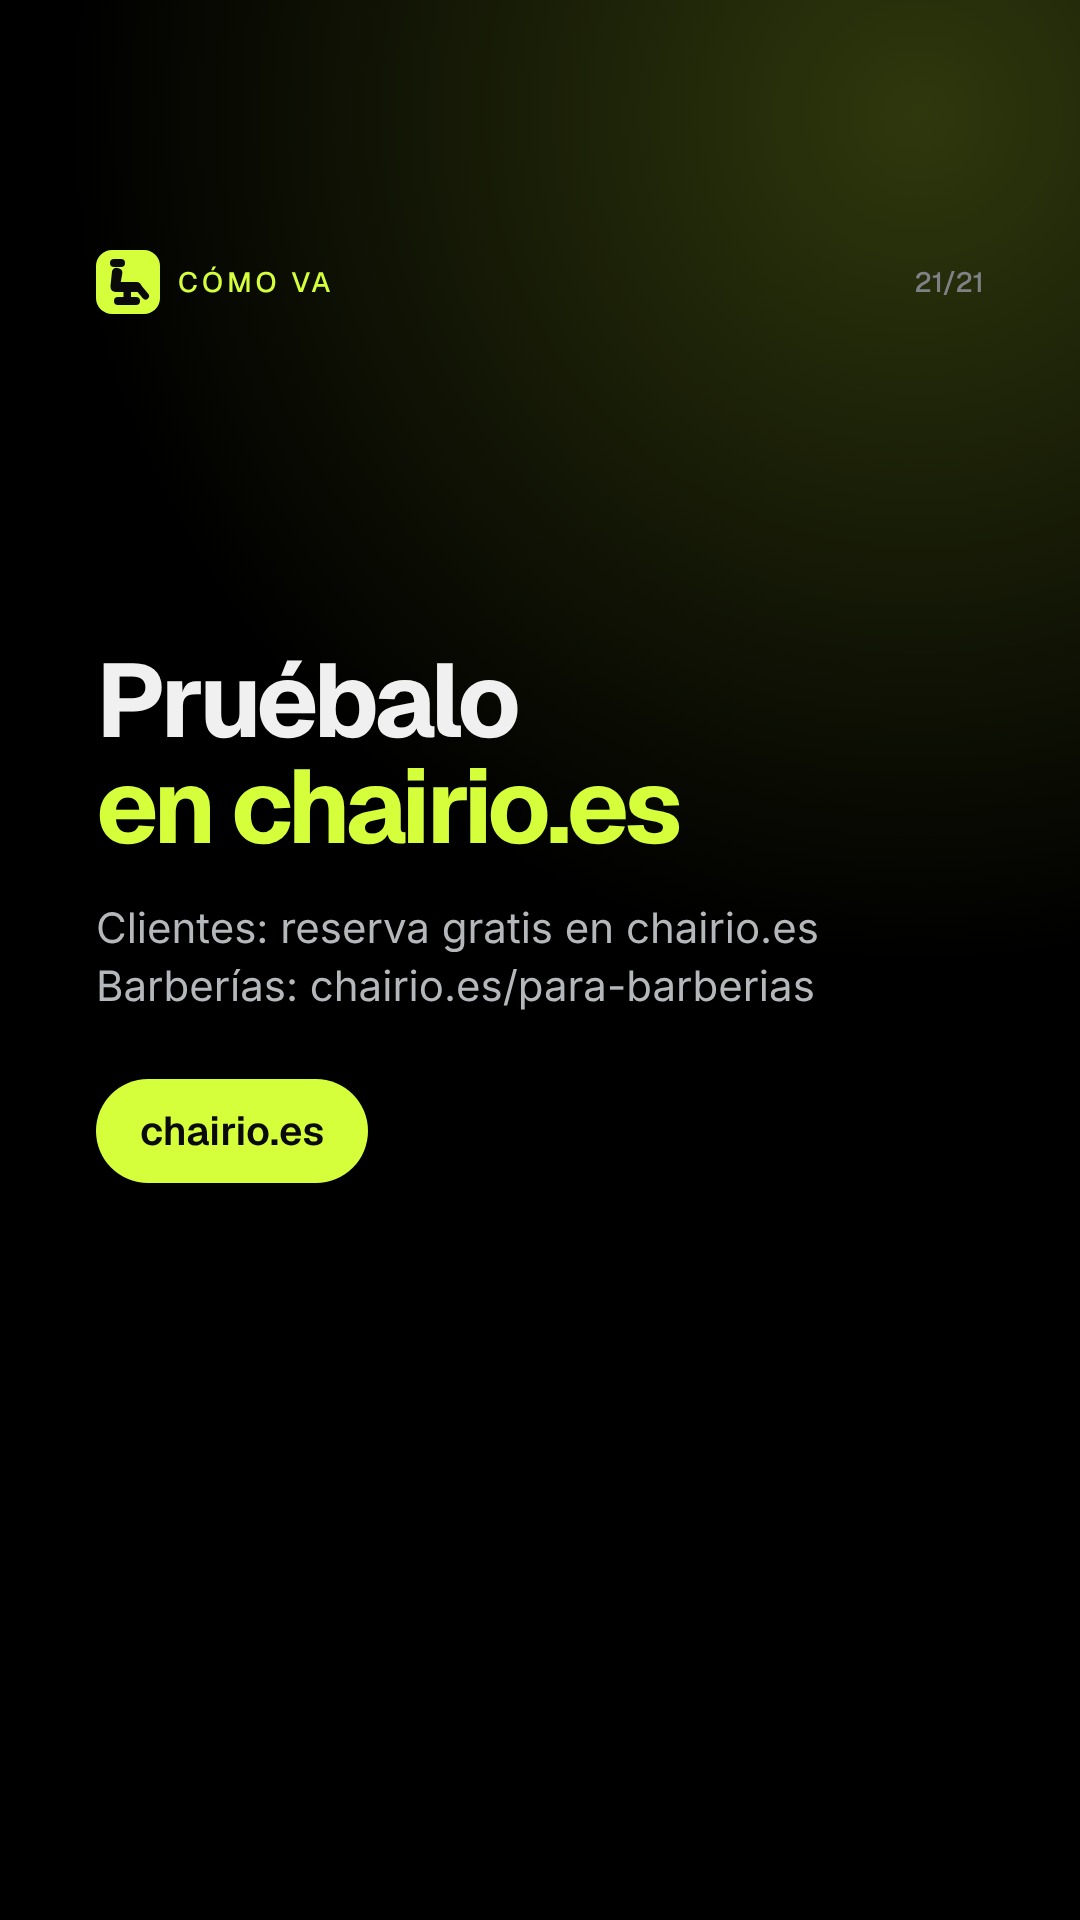 CÓMO VA
21/21
Pruébalo
en chairio.es
Clientes: reserva gratis en chairio.es
Barberías: chairio.es/para-barberias
chairio.es